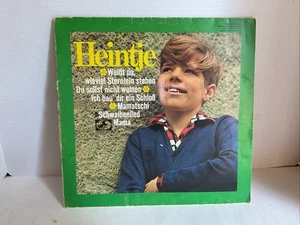 Heintje
Weißt du,
wieviel Sternlein stehen
Du sollst nicht weinen
Ich bau' dir ein Schloß
Mamatschi
Schwalbenlied
Mama